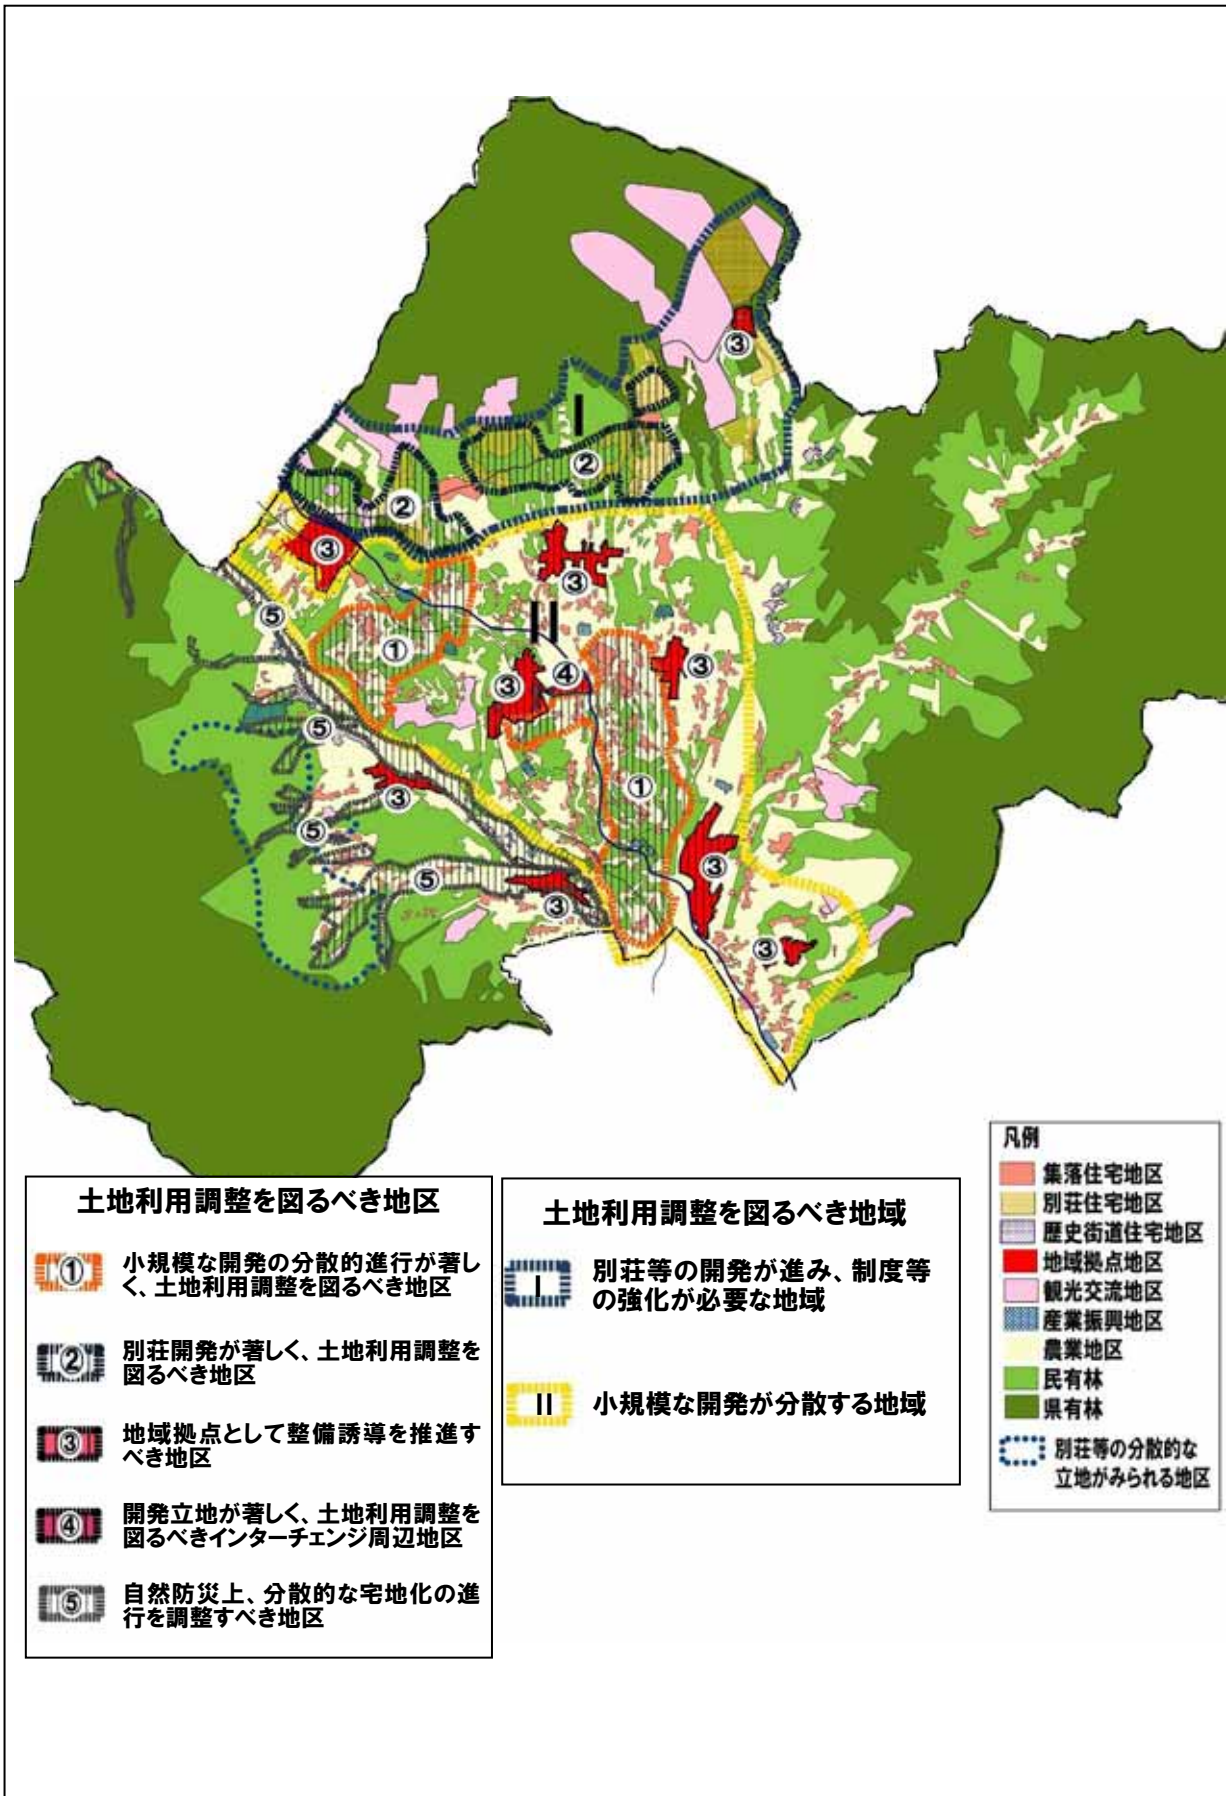 I
③
②
②
③
③
⑤
II
①
③
④
③
⑤
③
①
⑤
③
⑤
③
③
土地利用調整を図るべき地区
① 小規模な開発の分散的進行が著し
く、土地利用調整を図るべき地区
② 別荘開発が著しく、土地利用調整を
図るべき地区
③ 地域拠点として整備誘導を推進す
べき地区
④ 開発立地が著しく、土地利用調整を
図るべきインターチェンジ周辺地区
⑤ 自然防災上、分散的な宅地化の進
行を調整すべき地区
土地利用調整を図るべき地域
I 別荘等の開発が進み、制度等
の強化が必要な地域
II 小規模な開発が分散する地域
凡例
集落住宅地区
別荘住宅地区
歴史街道住宅地区
地域拠点地区
観光交流地区
産業振興地区
農業地区
民有林
県有林
別荘等の分散的な
立地がみられる地区